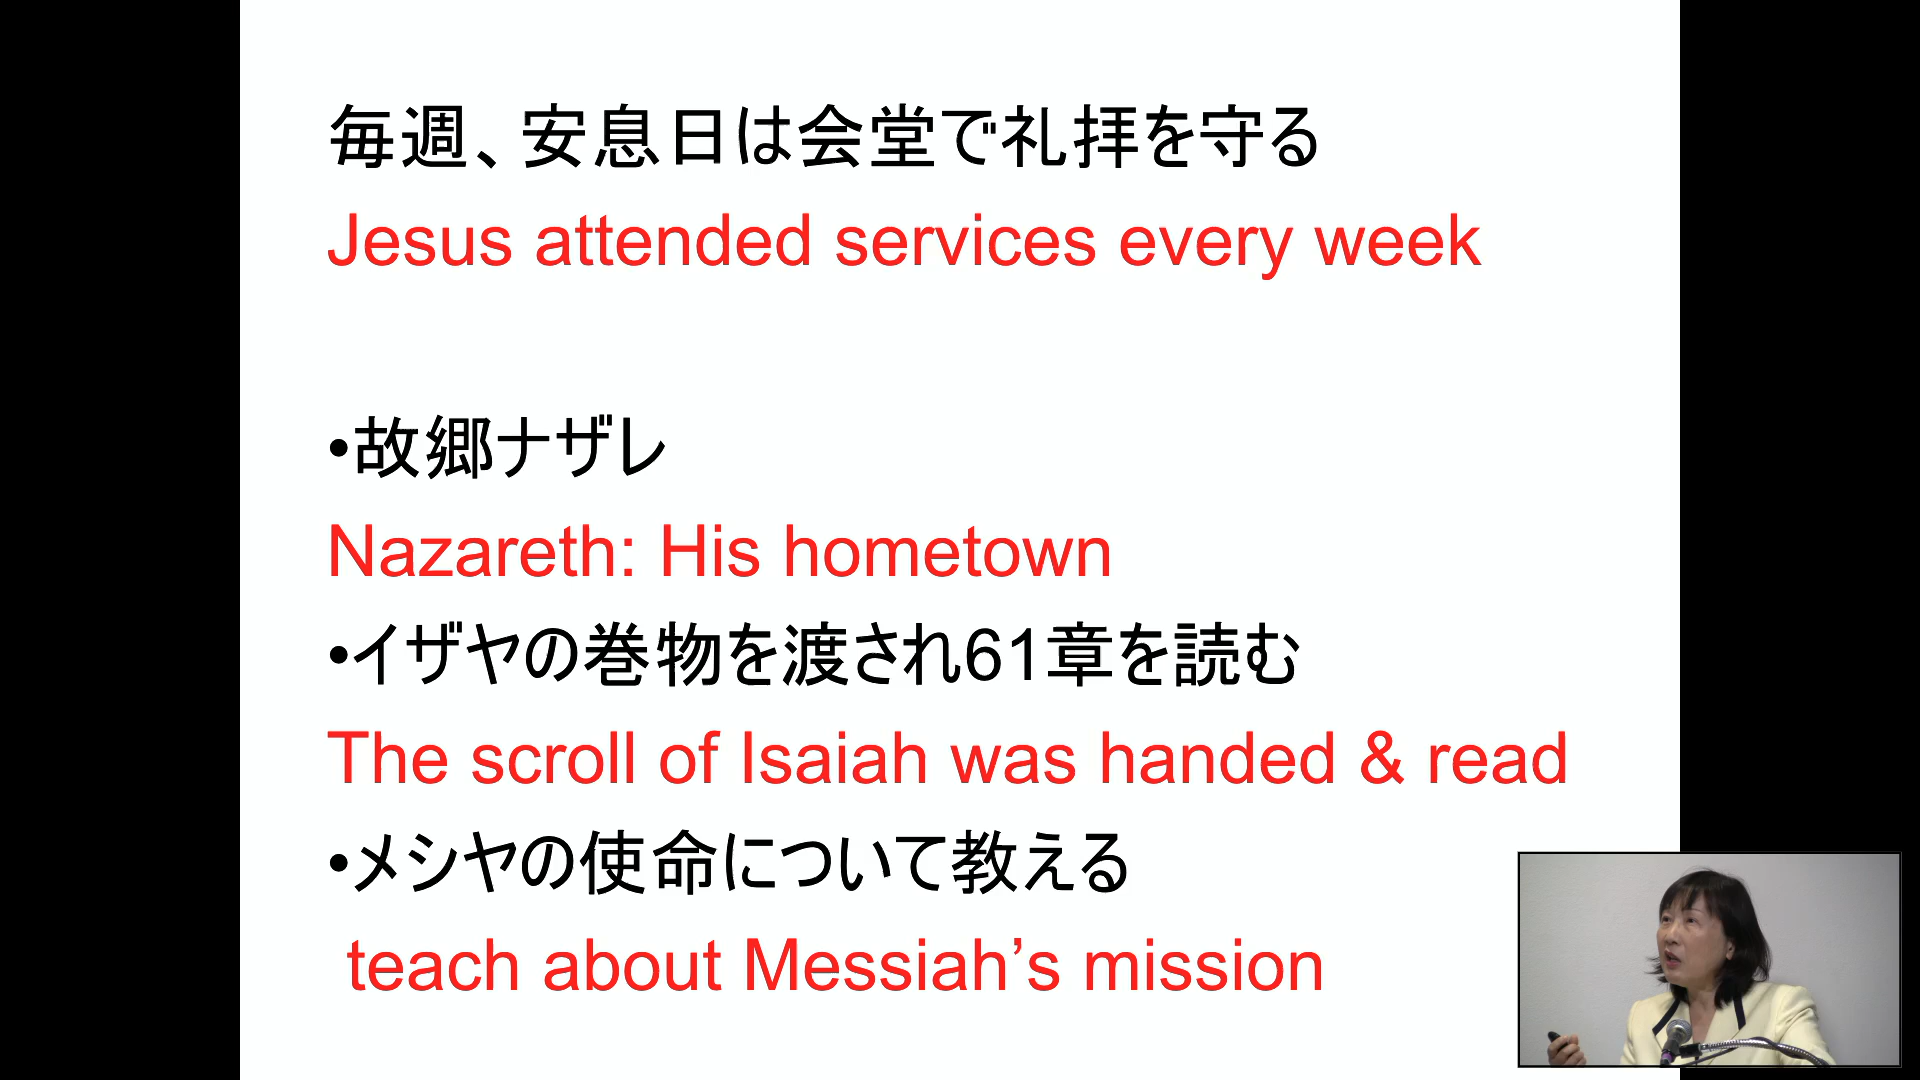 毎週、安息日は会堂で礼拝を守る
Jesus attended services every week
•故郷ナザレ
Nazareth: His hometown
•イザヤの巻物を渡され61章を読む
The scroll of Isaiah was handed & read
•メシヤの使命について教える
teach about Messiah’s mission